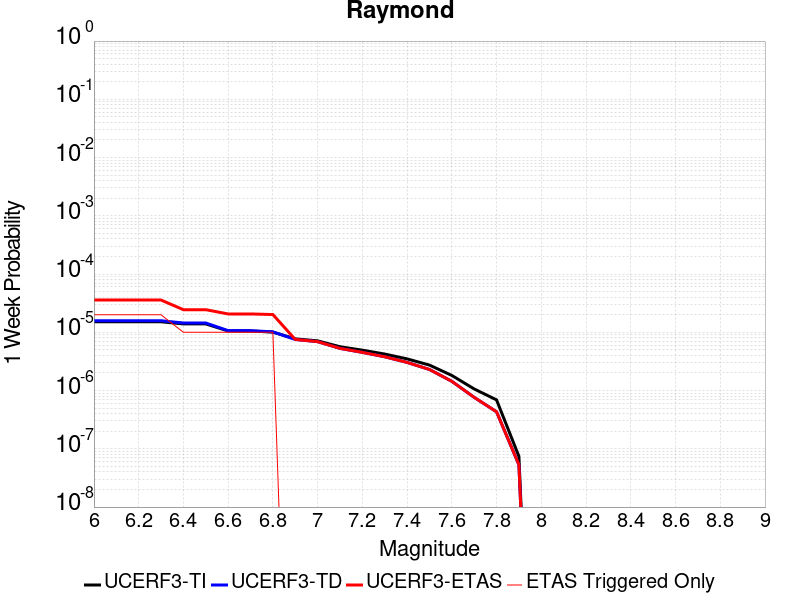 Raymond
10^0
10^-1
10^-2
10^-3
10^-4
10^-5
10^-6
10^-7
10^-8
1 Week Probability
6 6.2 6.4 6.6 6.8 7 7.2 7.4 7.6 7.8 8 8.2 8.4 8.6 8.8 9
Magnitude
UCERF3-TI UCERF3-TD UCERF3-ETAS ETAS Triggered Only